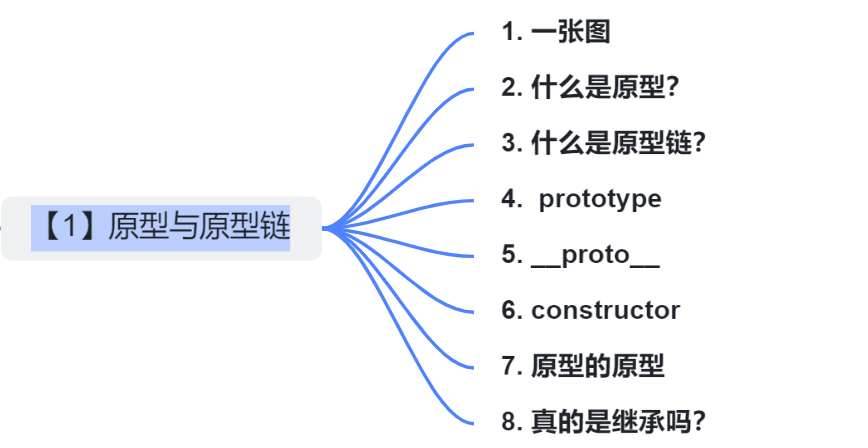 【1】原型与原型链
1. 一张图
2. 什么是原型?
3. 什么是原型链?
4. prototype
5. __proto__
6. constructor
7. 原型的原型
8. 真的是继承吗?